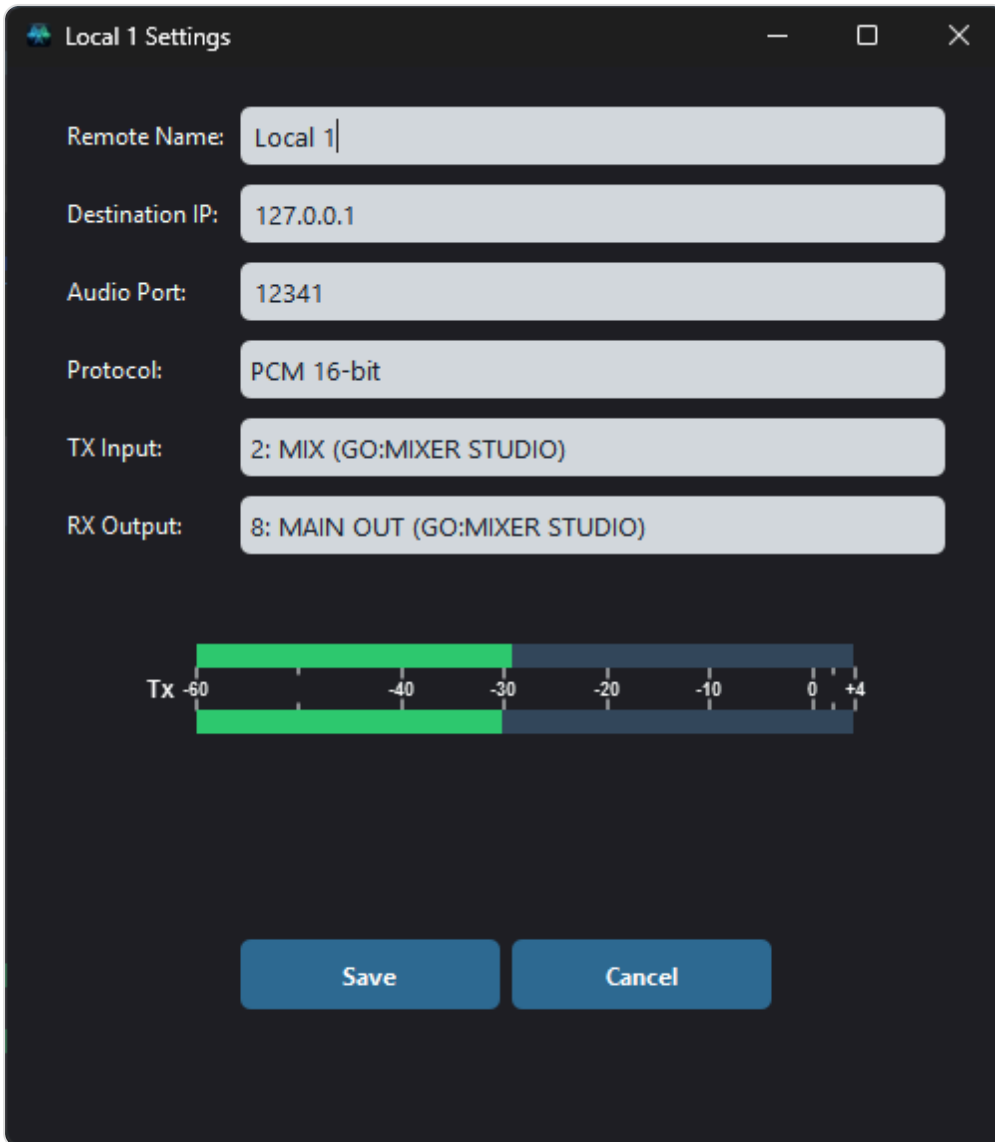 Local 1 Settings
Remote Name: Local 1
Destination IP: 127.0.0.1
Audio Port: 12341
Protocol: PCM 16-bit
TX Input: 2: MIX (GO:MIXER STUDIO)
RX Output: 8: MAIN OUT (GO:MIXER STUDIO)
Tx -60 -40 -30 -20 -10 0 +4
Save Cancel